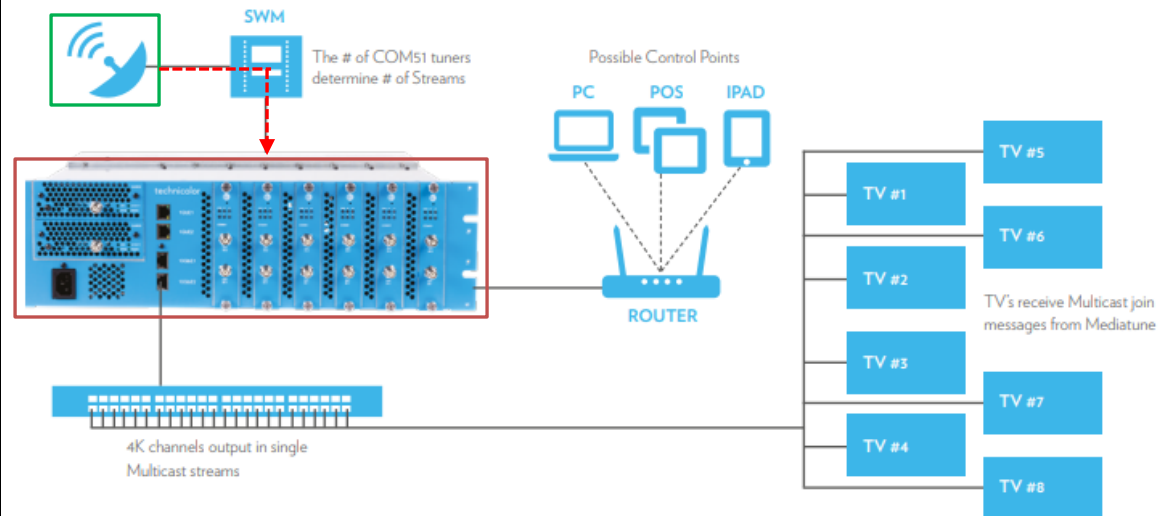 SWM
The # of COM51 tuners
determine # of Streams
Possible Control Points
PC
POS
IPAD
technicolor
ROUTER
4K channels output in single
Multicast streams
TV #5
TV #1
TV #6
TV #2
TV's receive Multicast join
messages from Mediatune
TV #3
TV #7
TV #4
TV #8